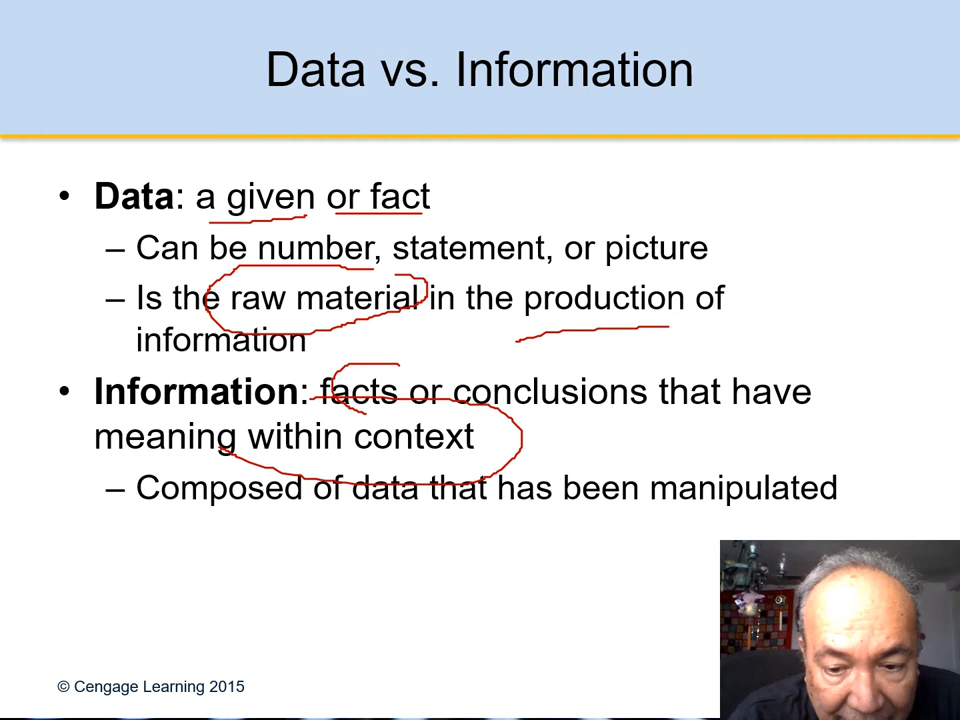 Data vs. Information
• Data: a given or fact
– Can be number, statement, or picture
– Is the raw material in the production of
information
• Information: facts or conclusions that have
meaning within context
– Composed of data that has been manipulated
© Cengage Learning 2015